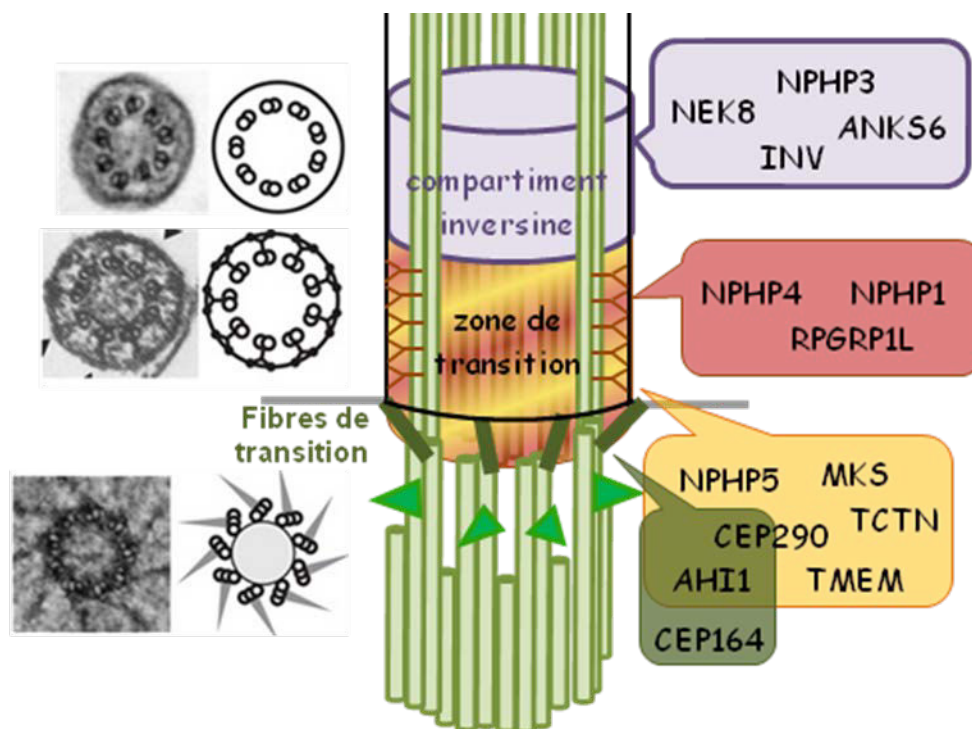 NPHP3
NEK8
ANKS6
INV
compartiment
inversine
NPHP4 NPHP1
RPGRP1L
zone de
transition
Fibres de
transition
NPHP5 MKS
TCTN
CEP290
AHI1 TMEM
CEP164